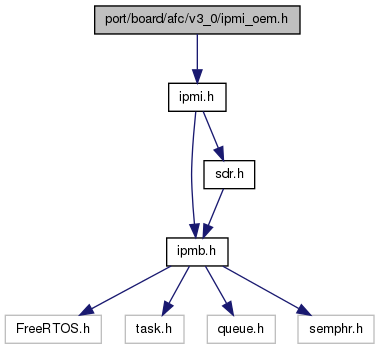 port/board/afc/v3_0/ipmi_oem.h
ipmi.h
sdr.h
ipmb.h
FreeRTOS.h
task.h
queue.h
semphr.h